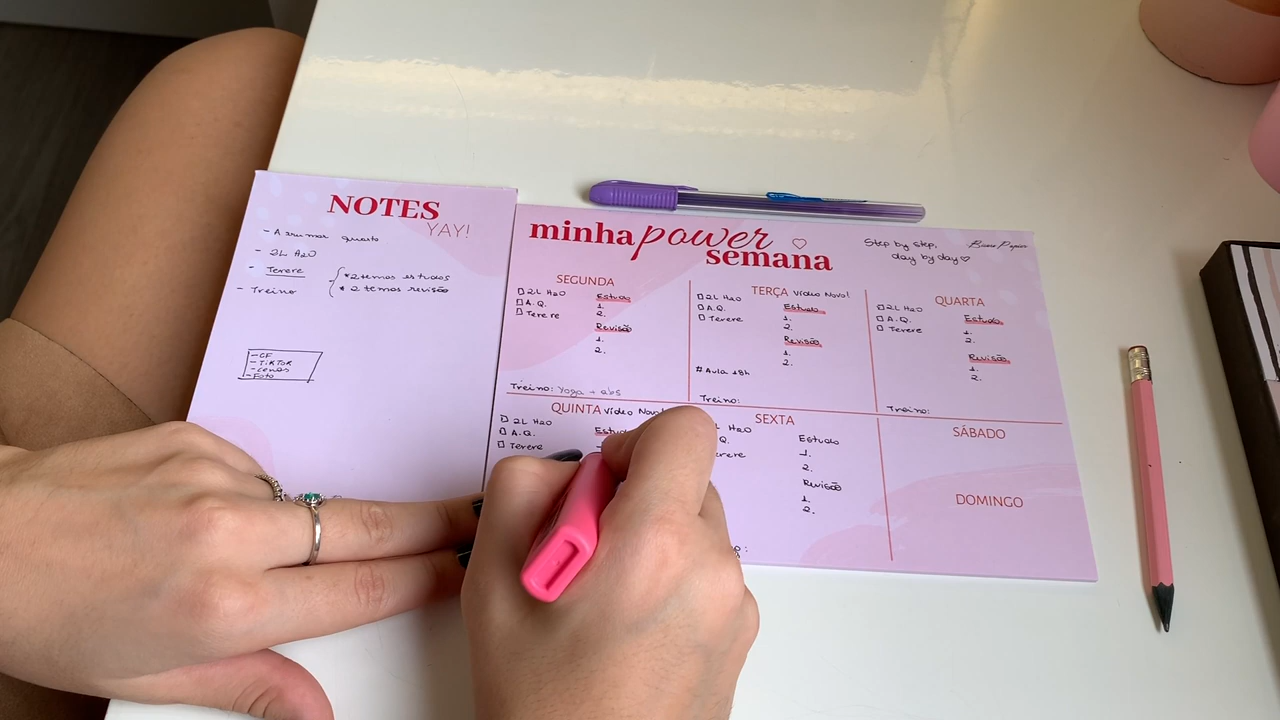 NOTES
YAY!
- Arrumar quarto
- 2L H2O
- Terere
- Treino
* 2 temas estudos
* 2 temas revisão
- CF
- TikTok
- Foto
minha power
semana
Step by step,
day by day
SEGUNDA
2L H2O
A.Q.
Terere
Estudo
1.
2.
Revisão
1.
2.
Treino: Yoga + abs
TERÇA Vídeo Novo!
2L H2O
A.Q.
Terere
Estudo
1.
2.
Revisão
1.
2.
# Aula 18h
Treino:
QUARTA
2L H2O
A.Q.
Terere
Estudo
1.
2.
Revisão
1.
2.
Treino:
QUINTA Vídeo Novo!
2L H2O
A.Q.
Terere
SEXTA
2L H2O
Estudo
1.
2.
Revisão
1.
2.
SÁBADO
DOMINGO